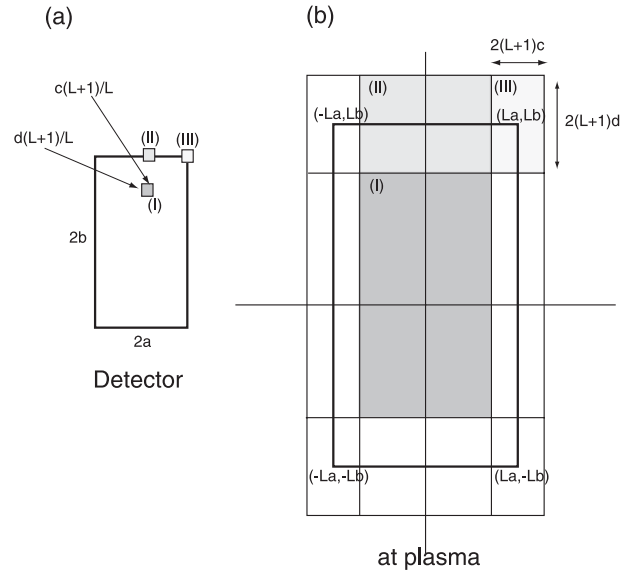 (a)
c(L+1)/L
d(L+1)/L
(II)
(III)
(I)
2b
2a
Detector
(b)
2(L+1)c
(II)
(III)
(-La,Lb)
(La,Lb)
2(L+1)d
(I)
(-La,-Lb)
(La,-Lb)
at plasma